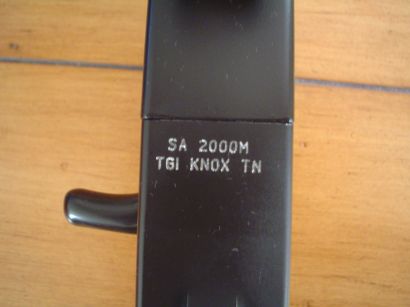 SA 2000M
TGI KNOX TN